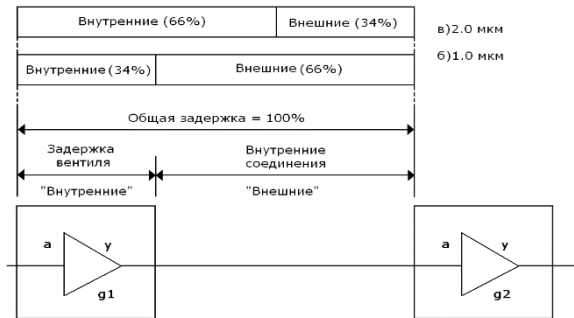 Внутренние (66%) Внешние (34%)
в)2.0 мкм
Внутренние (34%) Внешние (66%)
б)1.0 мкм
Общая задержка = 100%
Задержка
вентиля
Внутренние
соединения
"Внутренние" "Внешние"
a y
g1
a y
g2